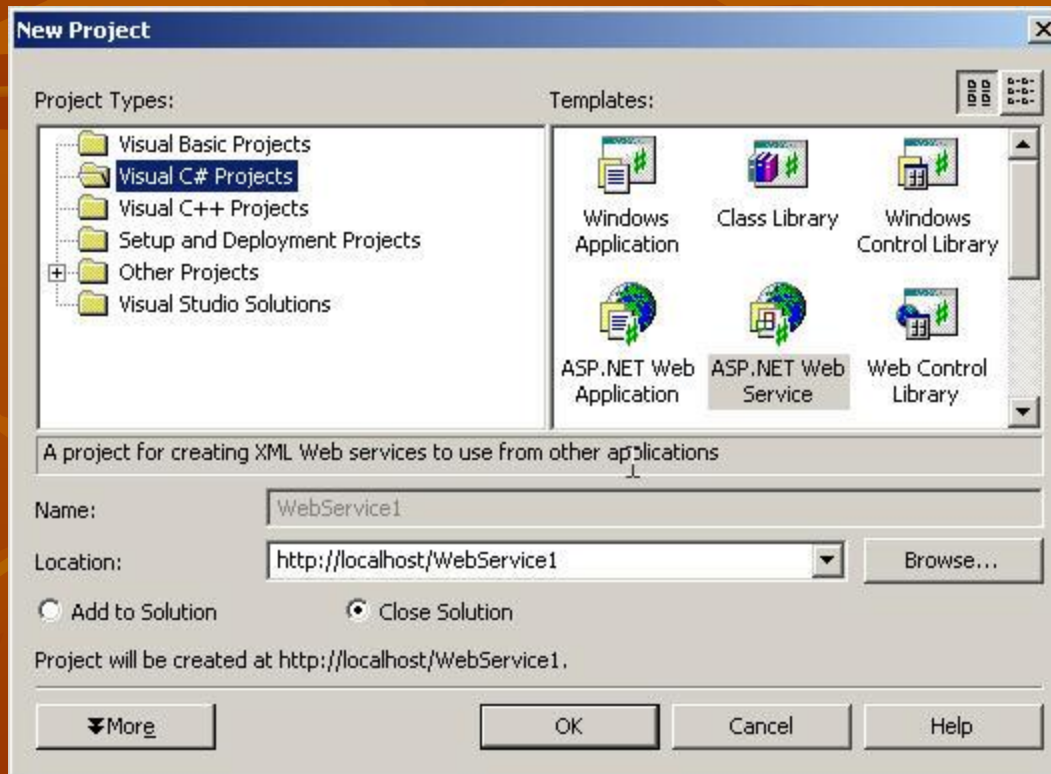 New Project
Project Types:
Templates:
Visual Basic Projects
Visual C# Projects
Visual C++ Projects
Setup and Deployment Projects
Other Projects
Visual Studio Solutions
Windows
Application
Class Library
Windows
Control Library
ASP.NET Web
Application
ASP.NET Web
Service
Web Control
Library
A project for creating XML Web services to use from other applications
Name:
WebService1
Location:
http://localhost/WebService1
Browse...
Add to Solution
Close Solution
Project will be created at http://localhost/WebService1.
More
OK
Cancel
Help